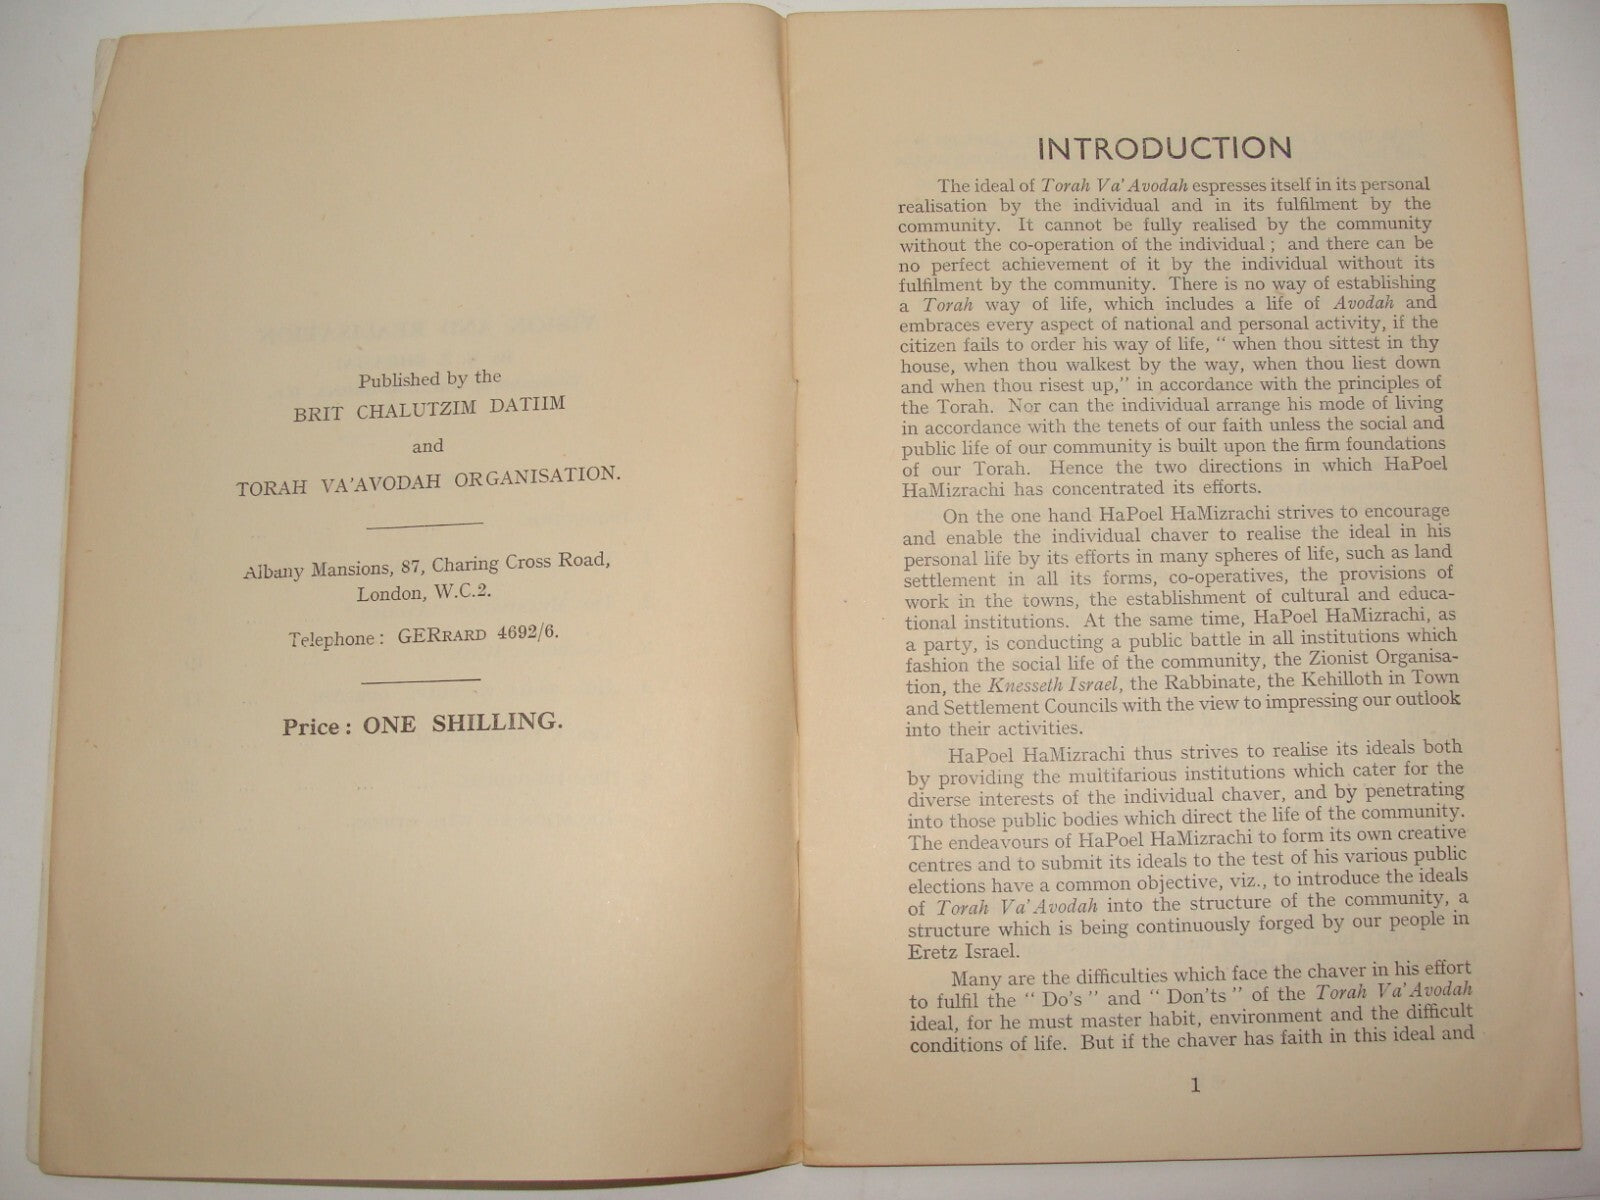 Published by the
BRIT CHALUTZIM DATIIM
and
TORAH VA'AVODAH ORGANISATION.
Albany Mansions, 87, Charing Cross Road,
London, W.C.2.
Telephone: GERRARD 4692/6.
Price: ONE SHILLING.
INTRODUCTION
The ideal of Torah Va'Avodah espresses itself in its personal
realisation by the individual and in its fulfilment by the
community. It cannot be fully realised by the community
without the co-operation of the individual; and there can be
no perfect achievement of it by the individual without its
fulfilment by the community. There is no way of establishing
a Torah way of life, which includes a life of Avodah and
embraces every aspect of national and personal activity, if the
citizen fails to order his way of life, " when thou sittest in thy
house, when thou walkest by the way, when thou liest down
and when thou risest up," in accordance with the principles of
the Torah. Nor can the individual arrange his mode of living
in accordance with the tenets of our faith unless the social and
public life of our community is built upon the firm foundations
of our Torah. Hence the two directions in which HaPoel
HaMizrachi has concentrated its efforts.
On the one hand HaPoel HaMizrachi strives to encourage
and enable the individual chaver to realise the ideal in his
personal life by its efforts in many spheres of life, such as land
settlement in all its forms, co-operatives, the provisions of
work in the towns, the establishment of cultural and educa-
tional institutions. At the same time, HaPoel HaMizrachi, as
a party, is conducting a public battle in all institutions which
fashion the social life of the community, the Zionist Organisa-
tion, the Knesseth Israel, the Rabbinate, the Kehilloth in Town
and Settlement Councils with the view to impressing our outlook
into their activities.
HaPoel HaMizrachi thus strives to realise its ideals both
by providing the multifarious institutions which cater for the
diverse interests of the individual chaver, and by penetrating
into those public bodies which direct the life of the community.
The endeavours of HaPoel HaMizrachi to form its own creative
centres and to submit its ideals to the test of his various public
elections have a common objective, viz., to introduce the ideals
of Torah Va'Avodah into the structure of the community, a
structure which is being continuously forged by our people in
Eretz Israel.
Many are the difficulties which face the chaver in his effort
to fulfil the " Do's " and " Don'ts " of the Torah Va'Avodah
ideal, for he must master habit, environment and the difficult
conditions of life. But if the chaver has faith in this ideal and
1